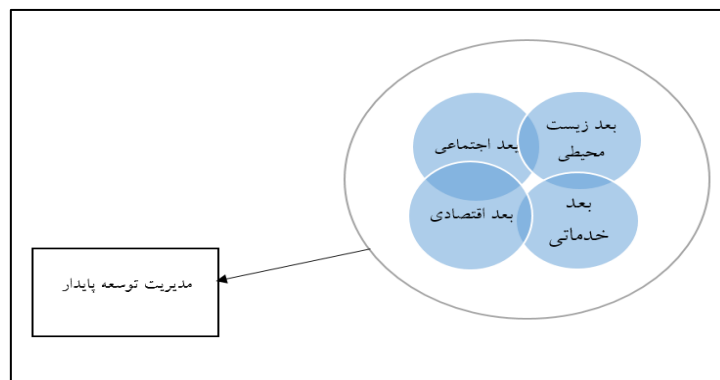 بعد زیست
محیطی
بعد اجتماعی
بعد
خدماتی
بعد اقتصادی
مدیریت توسعه پایدار